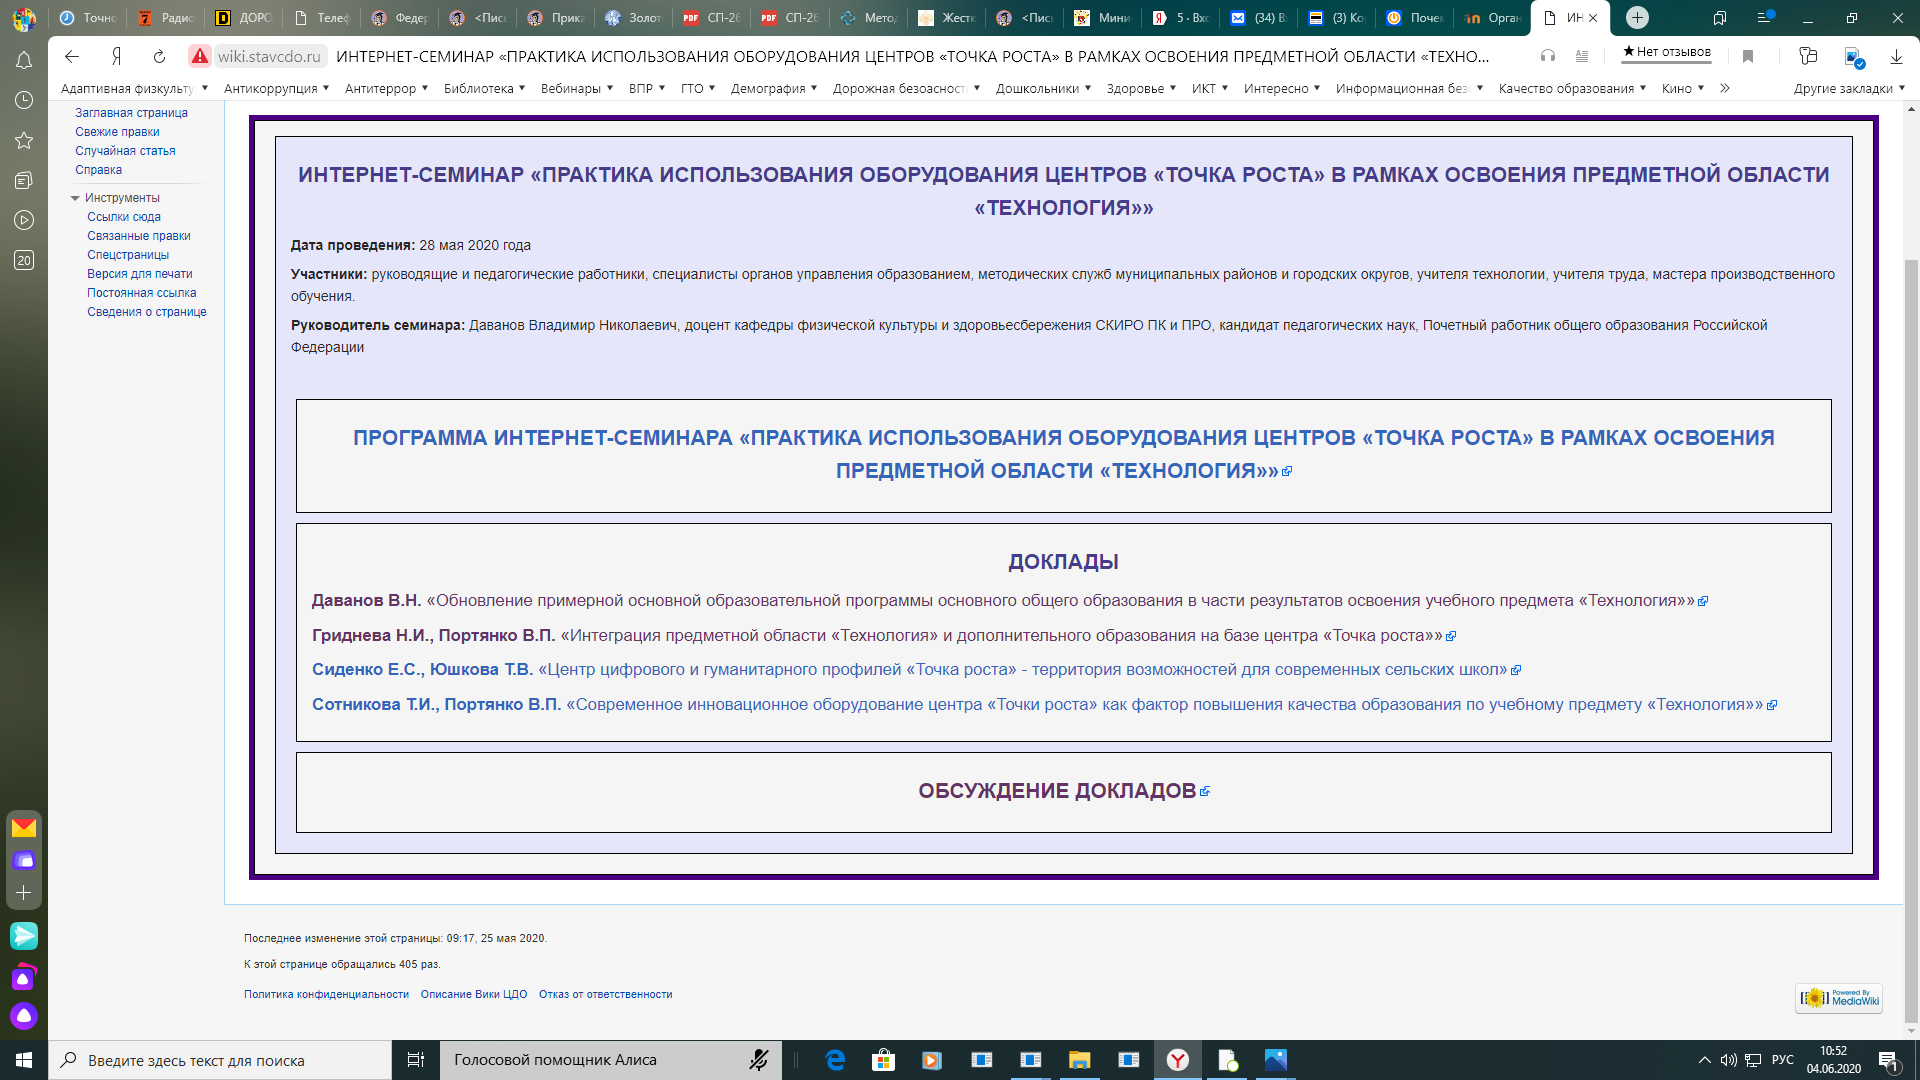 Точно
Радио
ДОРО
Телеф
Федер
<Пись
Прика
Золот
СП-2б
СП-2б
Метод
Жестк
<Пись
Мини
5 · Вхо
(34) Вх
(3) Ко
Почем
Орган
ИН
wiki.stavcdo.ru
ИНТЕРНЕТ-СЕМИНАР «ПРАКТИКА ИСПОЛЬЗОВАНИЯ ОБОРУДОВАНИЯ ЦЕНТРОВ «ТОЧКА РОСТА» В РАМКАХ ОСВОЕНИЯ ПРЕДМЕТНОЙ ОБЛАСТИ «ТЕХНО...
★Нет отзывов
Адаптивная физкульту Антикоррупция Антитеррор Библиотека Вебинары ВПР ГТО Демография Дорожная безоасност Дошкольники Здоровье ИКТ Интересно Информационная без Качество образования Кино » Другие закладки
Заглавная страница
Свежие правки
Случайная статья
Справка
Инструменты
Ссылки сюда
Связанные правки
Спецстраницы
Версия для печати
Постоянная ссылка
Сведения о странице
20
ИНТЕРНЕТ-СЕМИНАР «ПРАКТИКА ИСПОЛЬЗОВАНИЯ ОБОРУДОВАНИЯ ЦЕНТРОВ «ТОЧКА РОСТА» В РАМКАХ ОСВОЕНИЯ ПРЕДМЕТНОЙ ОБЛАСТИ
«ТЕХНОЛОГИЯ»»
Дата проведения: 28 мая 2020 года
Участники: руководящие и педагогические работники, специалисты органов управления образованием, методических служб муниципальных районов и городских округов, учителя технологии, учителя труда, мастера производственного
обучения.
Руководитель семинара: Даванов Владимир Николаевич, доцент кафедры физической культуры и здоровьесбережения СКИРО ПК и ПРО, кандидат педагогических наук, Почетный работник общего образования Российской
Федерации
ПРОГРАММА ИНТЕРНЕТ-СЕМИНАРА «ПРАКТИКА ИСПОЛЬЗОВАНИЯ ОБОРУДОВАНИЯ ЦЕНТРОВ «ТОЧКА РОСТА» В РАМКАХ ОСВОЕНИЯ
ПРЕДМЕТНОЙ ОБЛАСТИ «ТЕХНОЛОГИЯ»»
ДОКЛАДЫ
Даванов В.Н. «Обновление примерной основной образовательной программы основного общего образования в части результатов освоения учебного предмета «Технология»»
Гриднева Н.И., Портянко В.П. «Интеграция предметной области «Технология» и дополнительного образования на базе центра «Точка роста»»
Сиденко Е.С., Юшкова Т.В. «Центр цифрового и гуманитарного профилей «Точка роста» - территория возможностей для современных сельских школ»
Сотникова Т.И., Портянко В.П. «Современное инновационное оборудование центра «Точки роста» как фактор повышения качества образования по учебному предмету «Технология»»
ОБСУЖДЕНИЕ ДОКЛАДОВ
Последнее изменение этой страницы: 09:17, 25 мая 2020.
К этой странице обращались 405 раз.
Политика конфиденциальности Описание Вики ЦДО Отказ от ответственности
Powered By
MediaWiki
Введите здесь текст для поиска
Голосовой помощник Алиса
РУС
10:52
04.06.2020
1